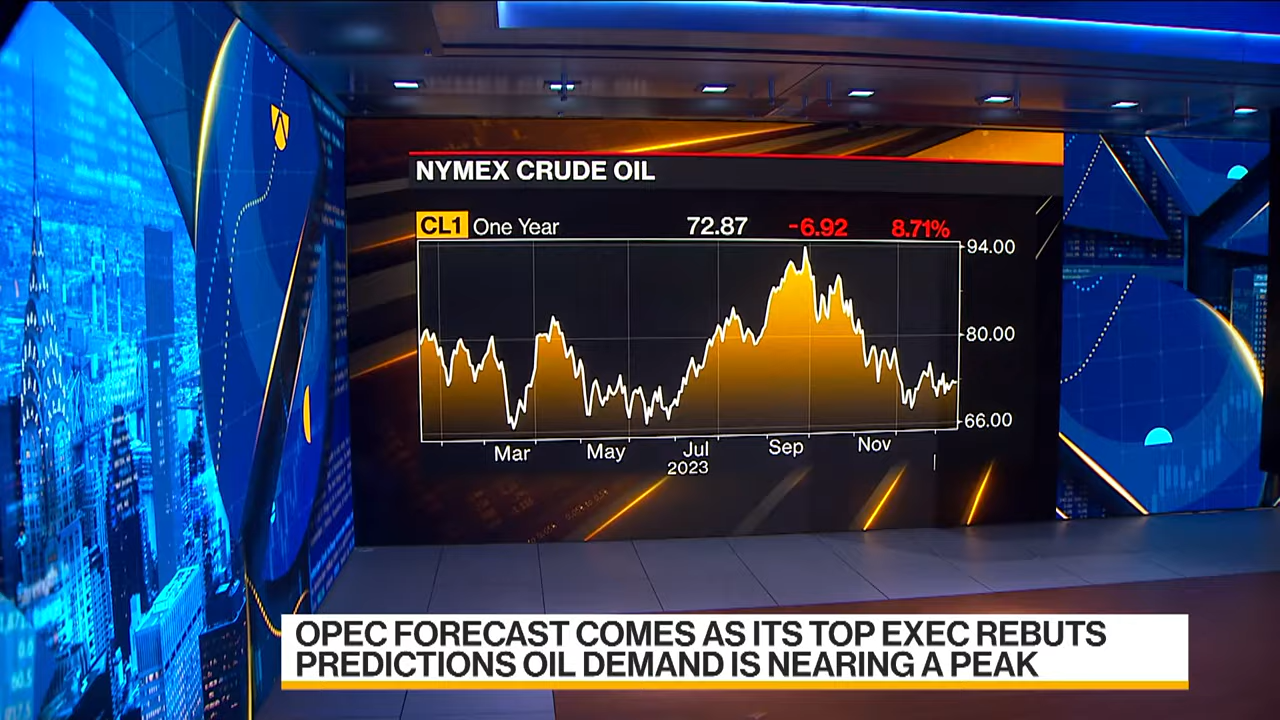 NYMEX CRUDE OIL
CL1 One Year 72.87 -6.92 8.71%
94.00
80.00
66.00
Mar May Jul Sep Nov
2023
OPEC FORECAST COMES AS ITS TOP EXEC REBUTS
PREDICTIONS OIL DEMAND IS NEARING A PEAK